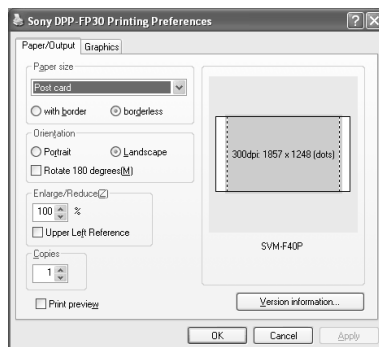 Sony DPP-FP30 Printing Preferences
Paper/Output
Graphics
Paper size
Post card
with border
borderless
Orientation
Portrait
Landscape
Rotate 180 degrees(M)
Enlarge/Reduce(Z)
100 %
Upper Left Reference
Copies
1
Print preview
300dpi: 1857 x 1248 (dots)
SVM-F40P
Version information...
OK
Cancel
Apply